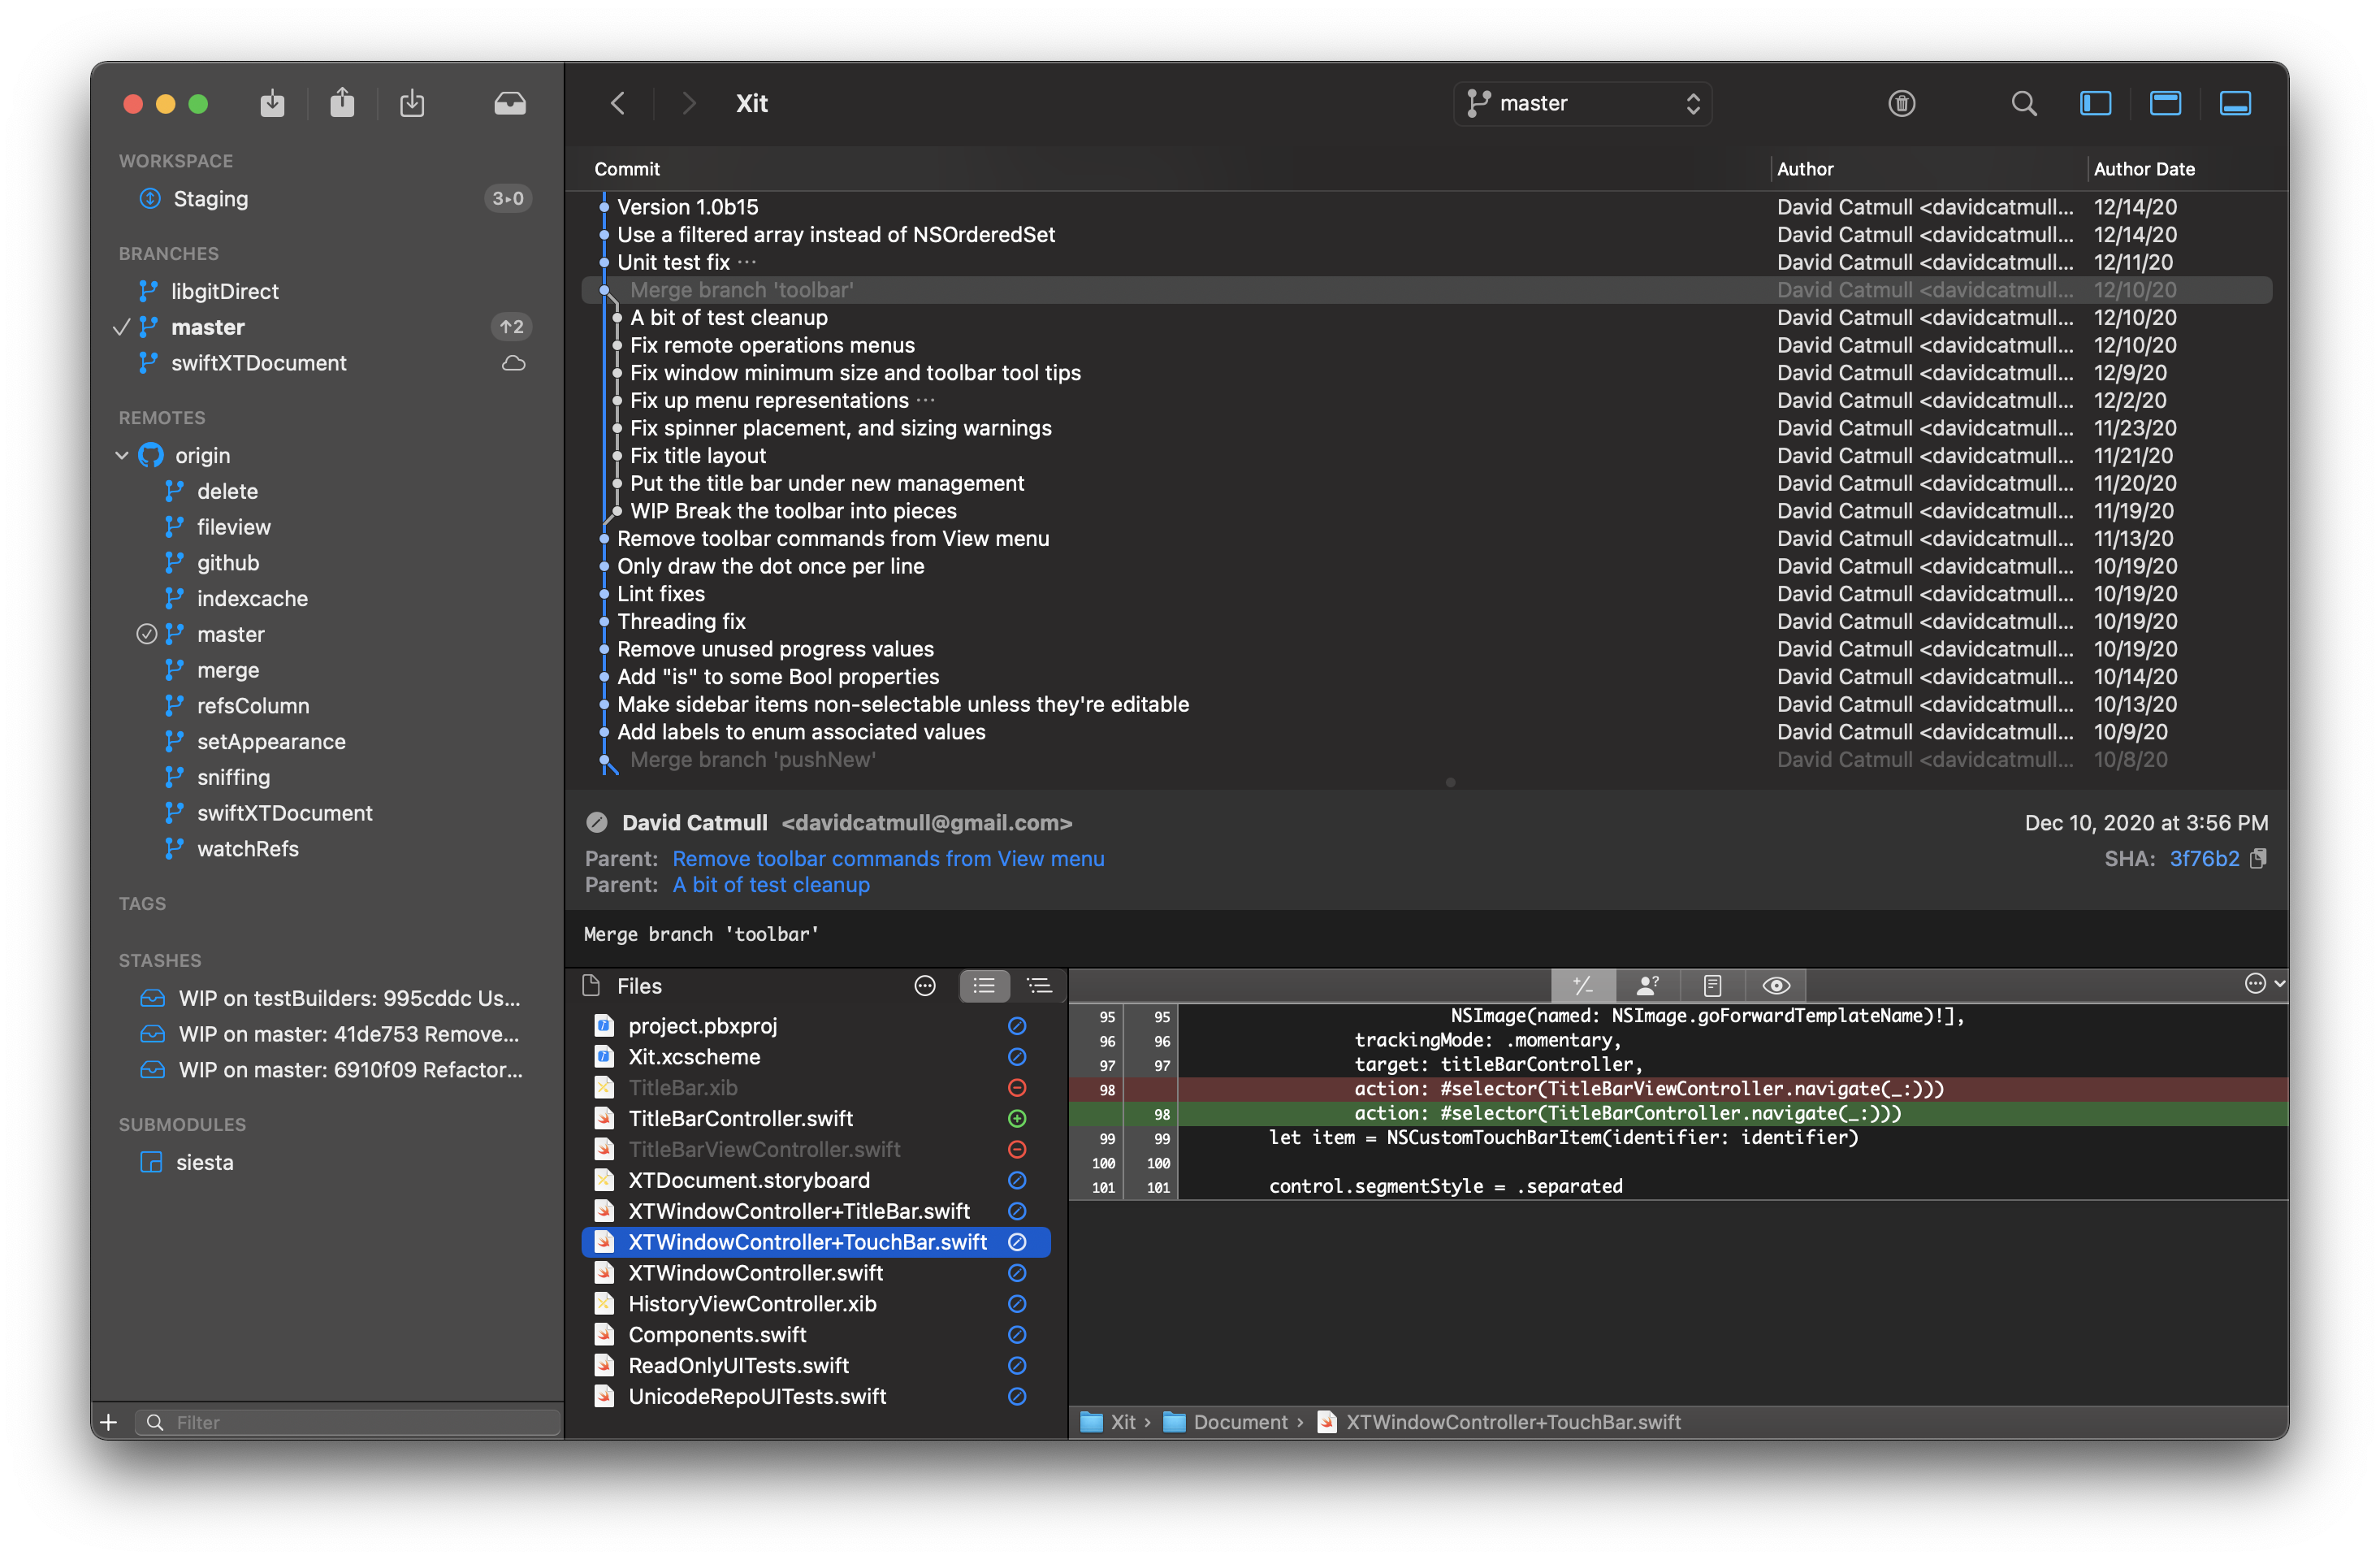 Xit
master
WORKSPACE
Staging
3▸0
BRANCHES
libgitDirect
master
↑2
swiftXTDocument
REMOTES
origin
delete
fileview
github
indexcache
master
merge
refsColumn
setAppearance
sniffing
swiftXTDocument
watchRefs
TAGS
STASHES
WIP on testBuilders: 995cddc Us...
WIP on master: 41de753 Remove...
WIP on master: 6910f09 Refactor...
SUBMODULES
siesta
Filter
Commit Author Author Date
Version 1.0b15 David Catmull <davidcatmull... 12/14/20
Use a filtered array instead of NSOrderedSet David Catmull <davidcatmull... 12/14/20
Unit test fix ··· David Catmull <davidcatmull... 12/11/20
Merge branch 'toolbar' David Catmull <davidcatmull... 12/10/20
A bit of test cleanup David Catmull <davidcatmull... 12/10/20
Fix remote operations menus David Catmull <davidcatmull... 12/10/20
Fix window minimum size and toolbar tool tips David Catmull <davidcatmull... 12/9/20
Fix up menu representations ··· David Catmull <davidcatmull... 12/2/20
Fix spinner placement, and sizing warnings David Catmull <davidcatmull... 11/23/20
Fix title layout David Catmull <davidcatmull... 11/21/20
Put the title bar under new management David Catmull <davidcatmull... 11/20/20
WIP Break the toolbar into pieces David Catmull <davidcatmull... 11/19/20
Remove toolbar commands from View menu David Catmull <davidcatmull... 11/13/20
Only draw the dot once per line David Catmull <davidcatmull... 10/19/20
Lint fixes David Catmull <davidcatmull... 10/19/20
Threading fix David Catmull <davidcatmull... 10/19/20
Remove unused progress values David Catmull <davidcatmull... 10/19/20
Add "is" to some Bool properties David Catmull <davidcatmull... 10/14/20
Make sidebar items non-selectable unless they're editable David Catmull <davidcatmull... 10/13/20
Add labels to enum associated values David Catmull <davidcatmull... 10/9/20
Merge branch 'pushNew' David Catmull <davidcatmull... 10/8/20
David Catmull <davidcatmull@gmail.com> Dec 10, 2020 at 3:56 PM
Parent: Remove toolbar commands from View menu SHA: 3f76b2
Parent: A bit of test cleanup
Merge branch 'toolbar'
Files
project.pbxproj
Xit.xcscheme
TitleBar.xib
TitleBarController.swift
TitleBarViewController.swift
XTDocument.storyboard
XTWindowController+TitleBar.swift
XTWindowController+TouchBar.swift
XTWindowController.swift
HistoryViewController.xib
Components.swift
ReadOnlyUITests.swift
UnicodeRepoUITests.swift
95 95 NSImage(named: NSImage.goForwardTemplateName)!],
96 96 trackingMode: .momentary,
97 97 target: titleBarController,
98 action: #selector(TitleBarViewController.navigate(_:)))
98 action: #selector(TitleBarController.navigate(_:)))
99 99 let item = NSCustomTouchBarItem(identifier: identifier)
100 100
101 101 control.segmentStyle = .separated
Xit › Document › XTWindowController+TouchBar.swift